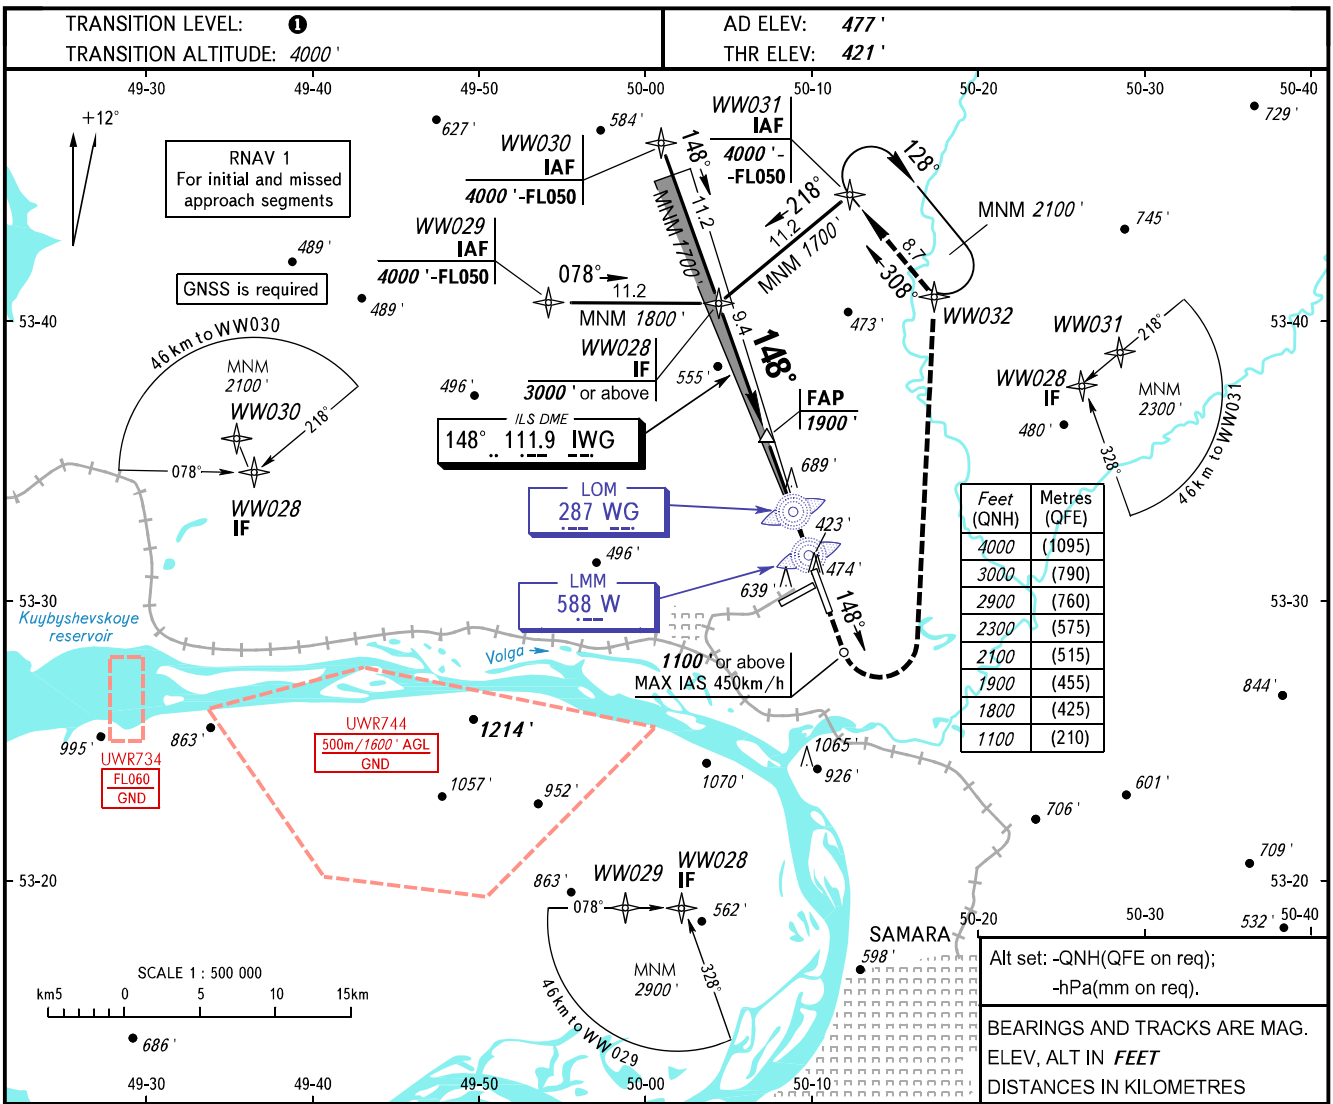 TRANSITION LEVEL: ❶
TRANSITION ALTITUDE: 4000'
AD ELEV: 477'
THR ELEV: 421'
49-30
49-40
49-50
50-00
50-10
50-20
50-30
50-40
+12°
RNAV 1
For initial and missed
approach segments
GNSS is required
627'
584'
729'
745'
489'
489'
473'
496'
555'
WW030
IAF
4000'-FL050
WW031
IAF
4000'-
-FL050
WW029
IAF
4000'-FL050
148°
11.2
MNM 1700'
218°
11.2
MNM 1700'
128°
MNM 2100'
8.7
308°
WW032
078°
11.2
MNM 1800'
9.4
148°
WW028
IF
3000' or above
FAP
1900'
ILS DME
148° 111.9 IWG
53-40
53-40
46km to WW030
MNM
2100'
WW030
218°
078°
WW028
IF
WW031
218°
WW028
IF
MNM
2300'
480'
328°
46km to WW031
689'
LOM
287 WG
423'
496'
LMM
588 W
474'
639'
148°
1100' or above
MAX IAS 450km/h
Feet
(QNH)
Metres
(QFE)
4000 (1095)
3000 (790)
2900 (760)
2300 (575)
2100 (515)
1900 (455)
1800 (425)
1100 (210)
53-30
53-30
Kuybyshevskoye
reservoir
Volga
995'
863'
UWR734
FL060
GND
UWR744
500m/1600' AGL
GND
1214'
1057'
952'
1070'
1065'
926'
844'
601'
706'
709'
532'
53-20
53-20
863'
WW029
WW028
IF
078°
562'
MNM
2900'
328°
46km to WW029
SAMARA
598'
50-20
50-30
50-40
SCALE 1 : 500 000
km5 0 5 10 15km
686'
49-30
49-40
49-50
50-00
50-10
Alt set: -QNH(QFE on req);
-hPa(mm on req).
BEARINGS AND TRACKS ARE MAG.
ELEV, ALT IN FEET
DISTANCES IN KILOMETRES